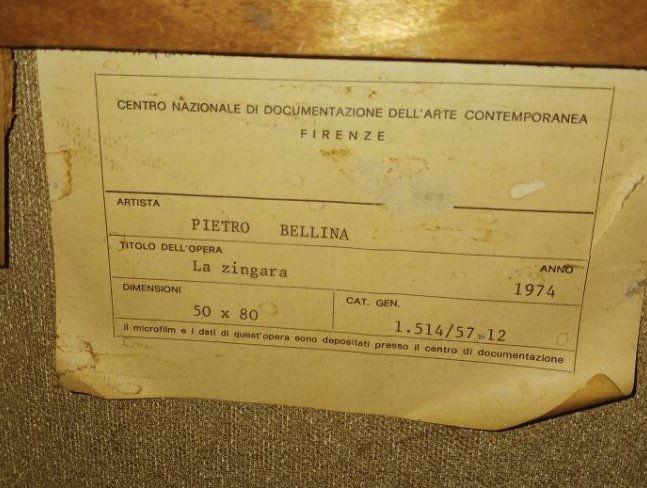 CENTRO NAZIONALE DI DOCUMENTAZIONE DELL'ARTE CONTEMPORANEA
FIRENZE
ARTISTA
PIETRO BELLINA
TITOLO DELL'OPERA
La zingara
ANNO
1974
DIMENSIONI
50 x 80
CAT. GEN.
1.514/57.12
il microfilm e i dati di quest'opera sono depositati presso il centro di documentazione